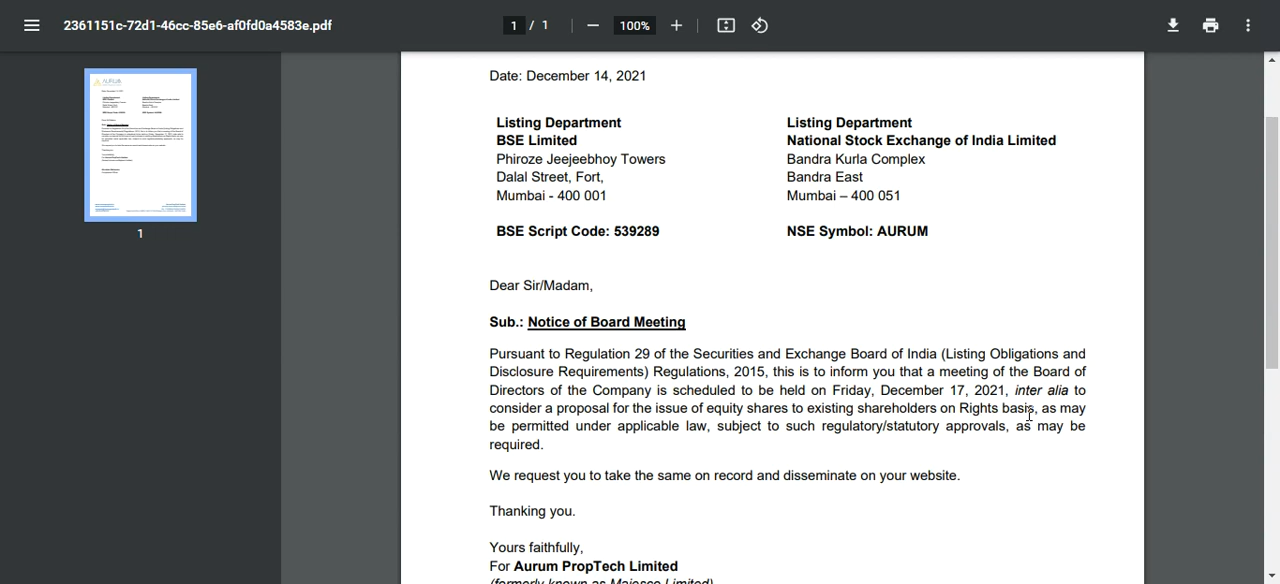 2361151c-72d1-46cc-85e6-af0fd0a4583e.pdf
1 / 1
100%
1
Date: December 14, 2021
Listing Department
BSE Limited
Phiroze Jeejeebhoy Towers
Dalal Street, Fort,
Mumbai - 400 001
BSE Script Code: 539289
Listing Department
National Stock Exchange of India Limited
Bandra Kurla Complex
Bandra East
Mumbai – 400 051
NSE Symbol: AURUM
Dear Sir/Madam,
Sub.: Notice of Board Meeting
Pursuant to Regulation 29 of the Securities and Exchange Board of India (Listing Obligations and
Disclosure Requirements) Regulations, 2015, this is to inform you that a meeting of the Board of
Directors of the Company is scheduled to be held on Friday, December 17, 2021, inter alia to
consider a proposal for the issue of equity shares to existing shareholders on Rights basis, as may
be permitted under applicable law, subject to such regulatory/statutory approvals, as may be
required.
We request you to take the same on record and disseminate on your website.
Thanking you.
Yours faithfully,
For Aurum PropTech Limited
(formerly known as Majesco Limited)